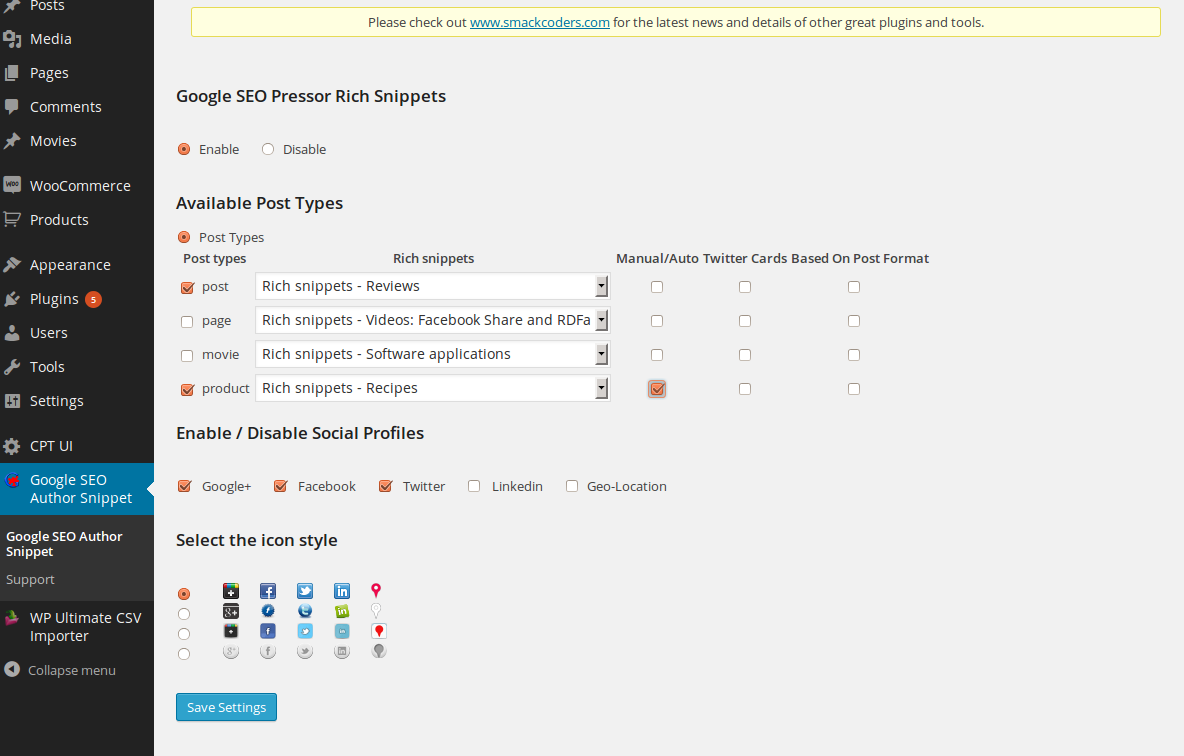 Posts
Media
Pages
Comments
Movies
WooCommerce
Products
Appearance
Plugins 5
Users
Tools
Settings
CPT UI
Google SEO
Author Snippet
Google SEO Author
Snippet
Support
WP Ultimate CSV
Importer
Collapse menu
Please check out www.smackcoders.com for the latest news and details of other great plugins and tools.
Google SEO Pressor Rich Snippets
Enable Disable
Available Post Types
Post Types
Post types Rich snippets Manual/Auto Twitter Cards Based On Post Format
post Rich snippets - Reviews
page Rich snippets - Videos: Facebook Share and RDFa
movie Rich snippets - Software applications
product Rich snippets - Recipes
Enable / Disable Social Profiles
Google+ Facebook Twitter Linkedin Geo-Location
Select the icon style
Save Settings